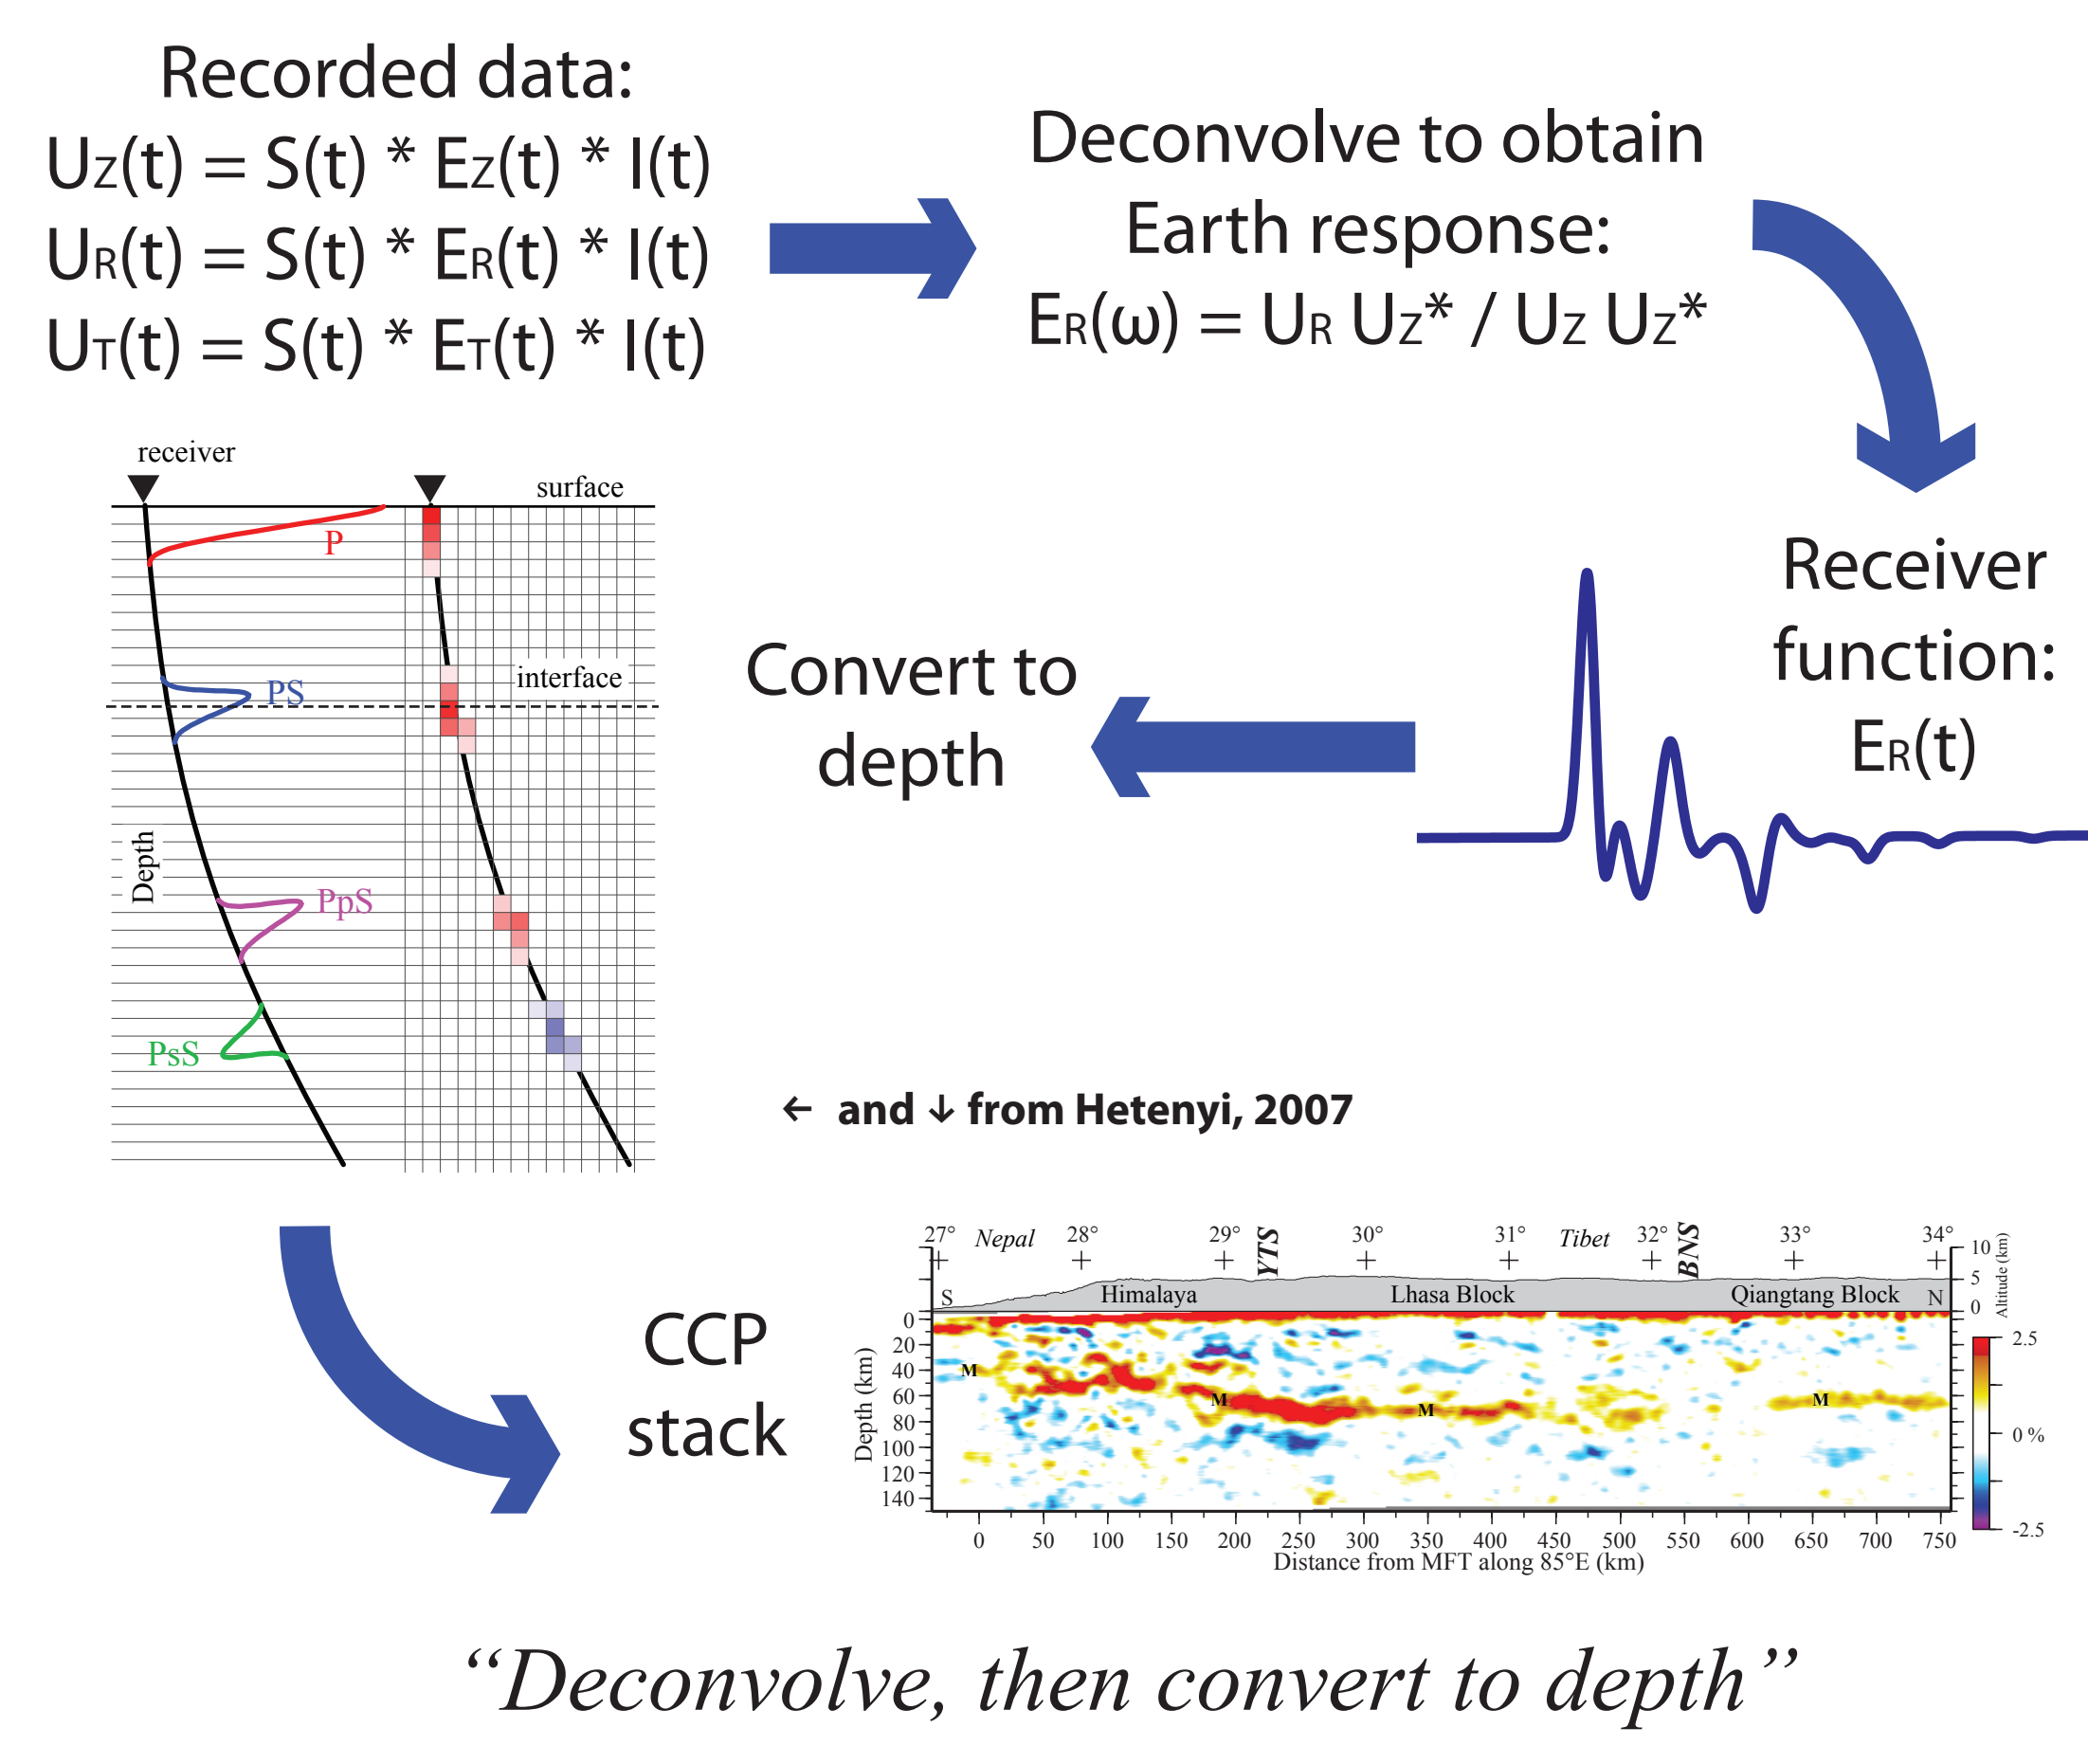 Recorded data:
UZ(t) = S(t) * EZ(t) * I(t)
UR(t) = S(t) * ER(t) * I(t)
UT(t) = S(t) * ET(t) * I(t)
Deconvolve to obtain
Earth response:
ER(ω) = UR UZ* / UZ UZ*
Receiver
function:
ER(t)
Convert to
depth
receiver
surface
P
interface
PS
Depth
PpS
PsS
← and ↓ from Hetenyi, 2007
CCP
stack
27° Nepal 28° 29° YTS 30° 31° Tibet 32° BNS 33° 34°
S Himalaya Lhasa Block Qiangtang Block N
10
5
0
Altitude (km)
0
20
40
60
80
100
120
140
Depth (km)
M
M
M
M
2.5
0 %
-2.5
0 50 100 150 200 250 300 350 400 450 500 550 600 650 700 750
Distance from MFT along 85°E (km)
“Deconvolve, then convert to depth”